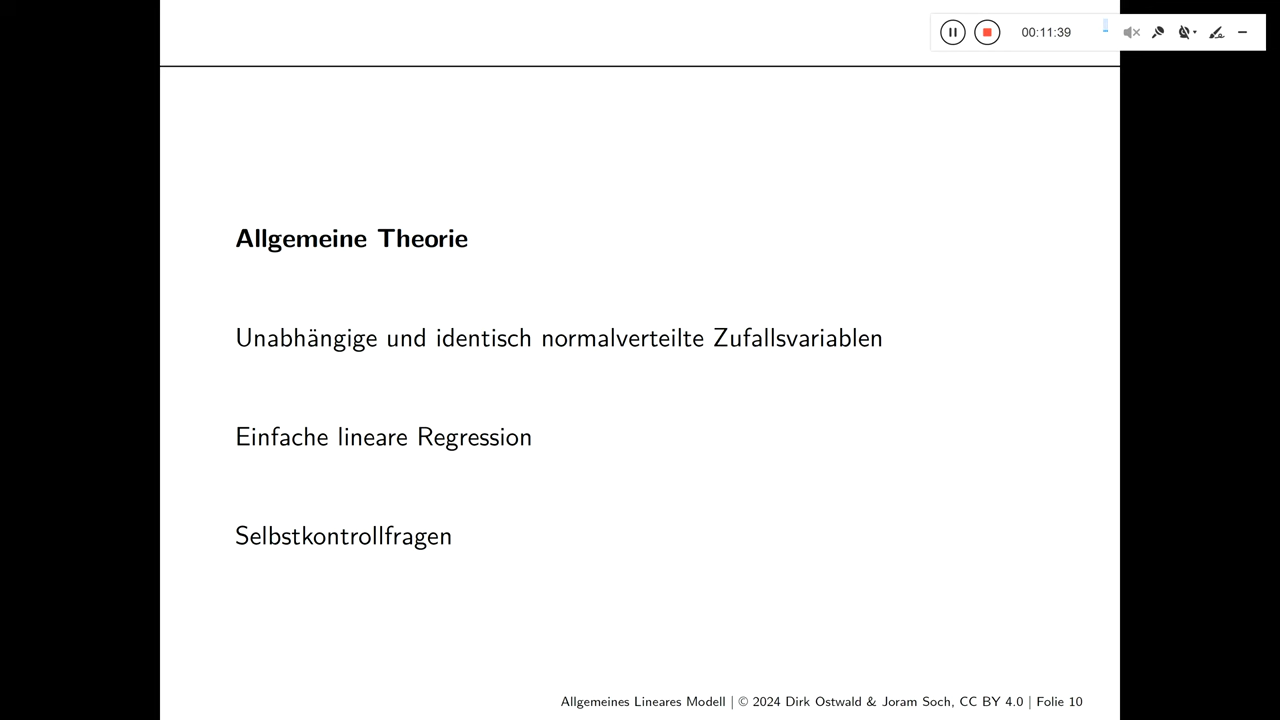 00:11:39
Allgemeine Theorie
Unabhängige und identisch normalverteilte Zufallsvariablen
Einfache lineare Regression
Selbstkontrollfragen
Allgemeines Lineares Modell | © 2024 Dirk Ostwald & Joram Soch, CC BY 4.0 | Folie 10